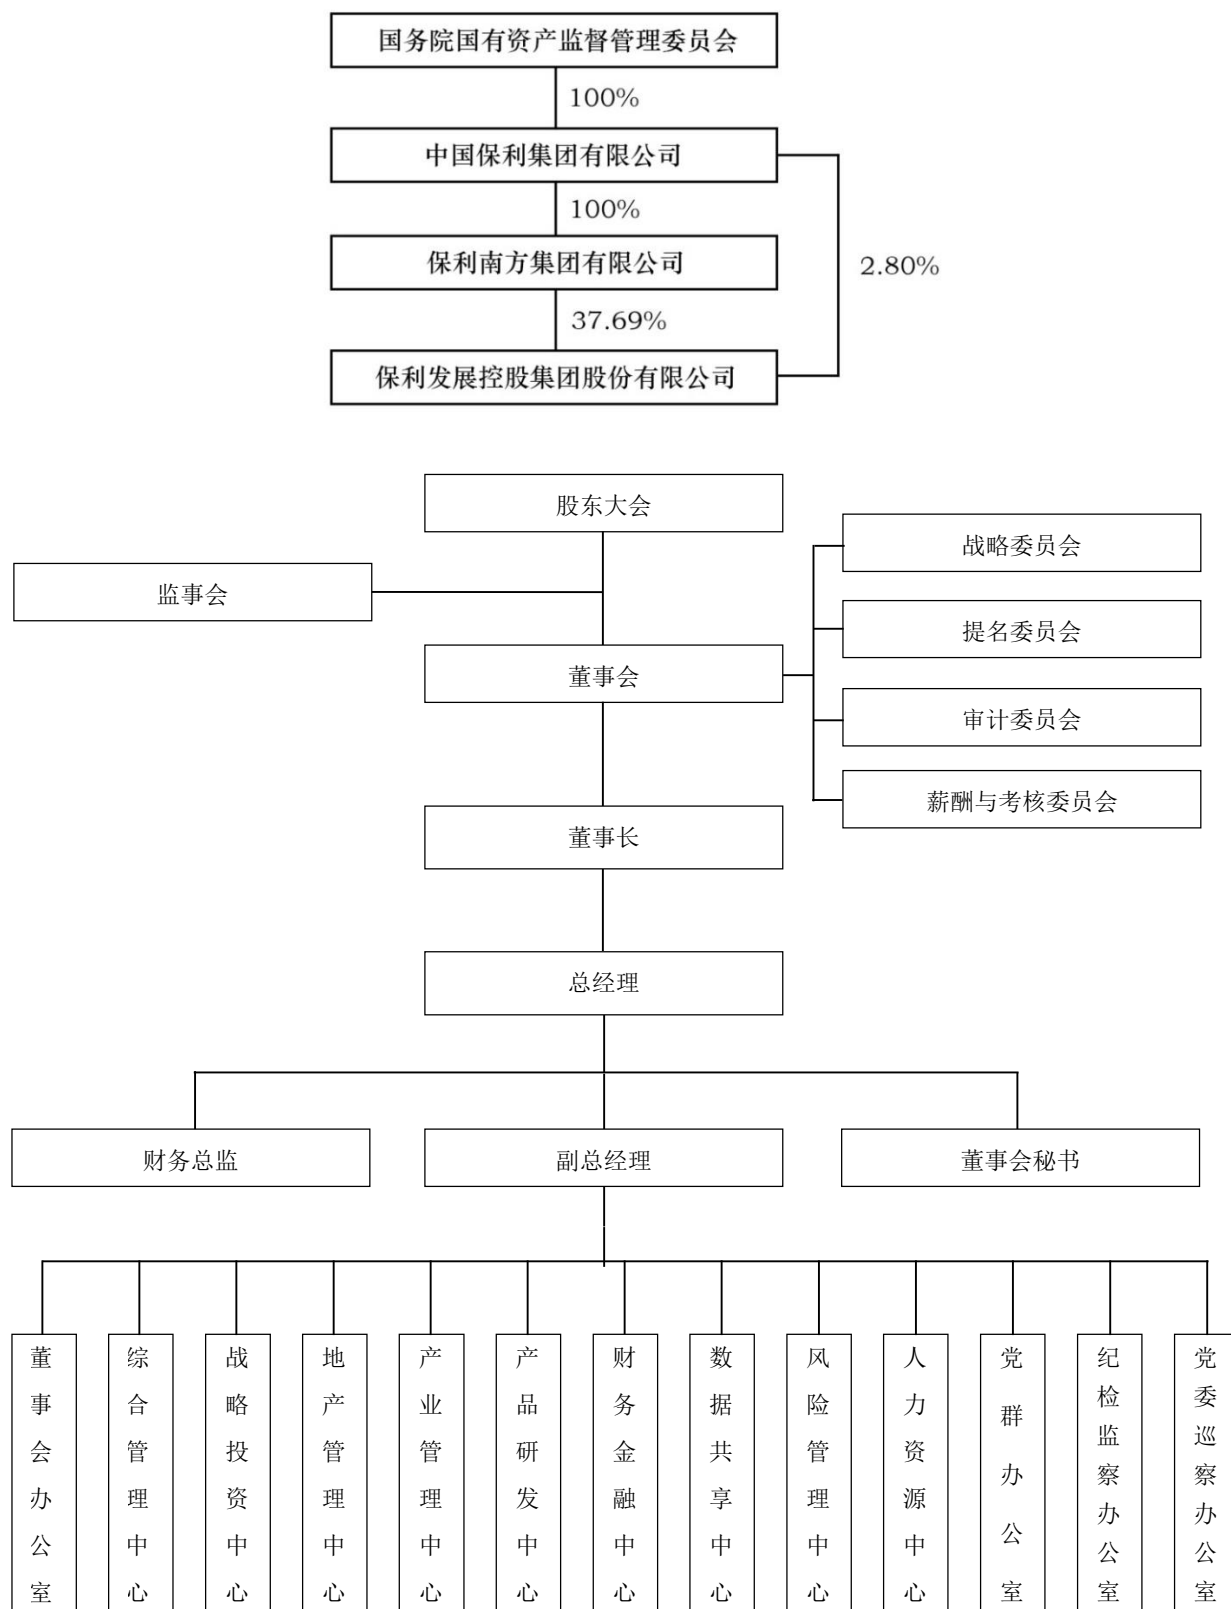 国务院国有资产监督管理委员会
100%
中国保利集团有限公司
100%
保利南方集团有限公司
2.80%
37.69%
保利发展控股集团股份有限公司
股东大会
战略委员会
监事会
提名委员会
董事会
审计委员会
薪酬与考核委员会
董事长
总经理
财务总监
副总经理
董事会秘书
董事会办公室
综合管理中心
战略投资中心
地产管理中心
产业管理中心
产品研发中心
财务金融中心
数据共享中心
风险管理中心
人力资源中心
党群办公室
纪检监察办公室
党委巡察办公室